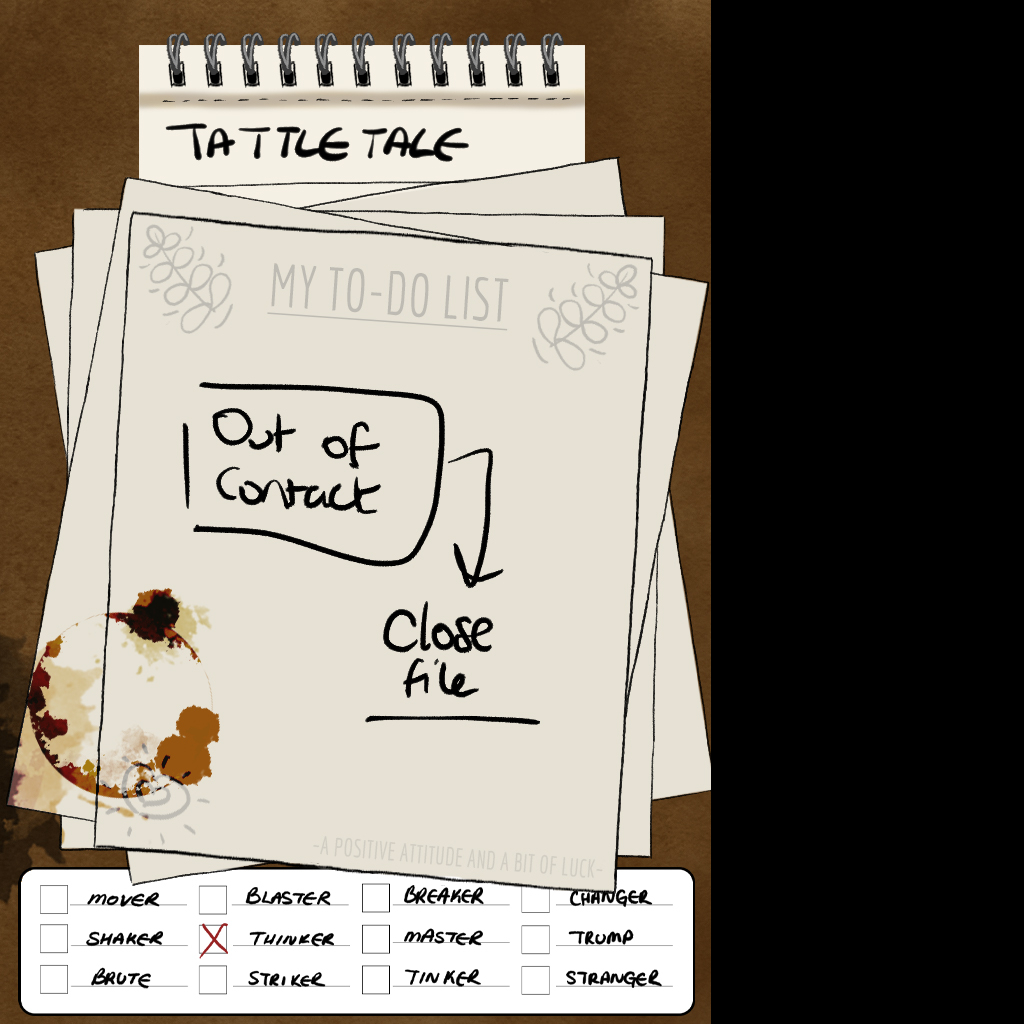 TATTLETALE
MY TO-DO LIST
Out of
Contact
Close
file
-A POSITIVE ATTITUDE AND A BIT OF LUCK-
MOVER BLASTER BREAKER CHANGER
SHAKER THINKER MASTER TRUMP
BRUTE STRIKER TINKER STRANGER